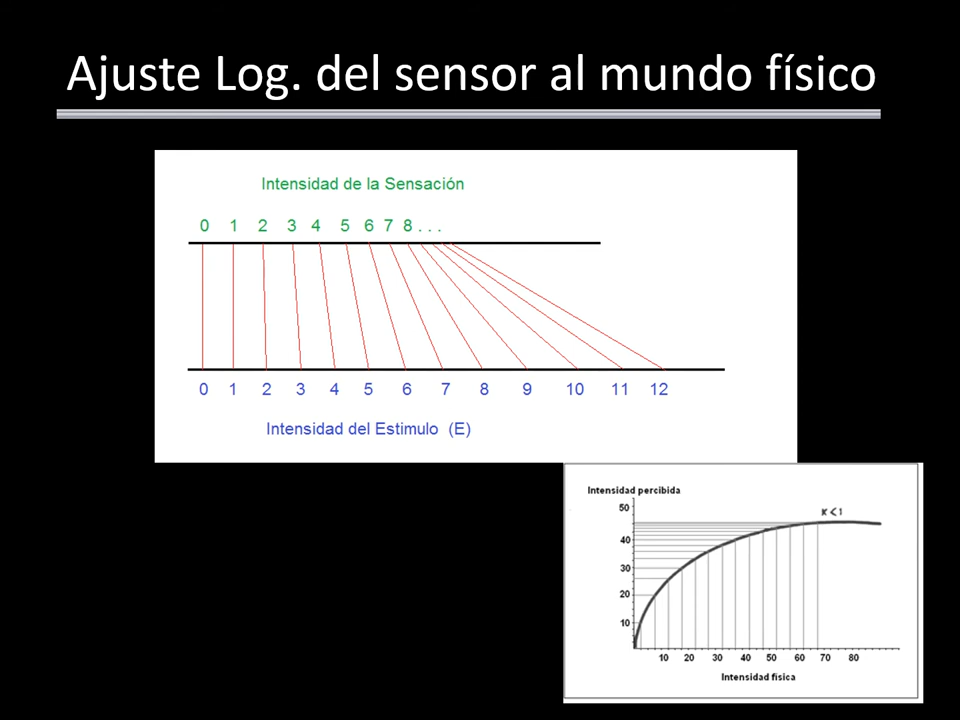 Ajuste Log. del sensor al mundo físico
Intensidad de la Sensación
0 1 2 3 4 5 6 7 8 . . .
0 1 2 3 4 5 6 7 8 9 10 11 12
Intensidad del Estimulo (E)
Intensidad percibida
K < 1
50
40
30
20
10
10 20 30 40 50 60 70 80
Intensidad física